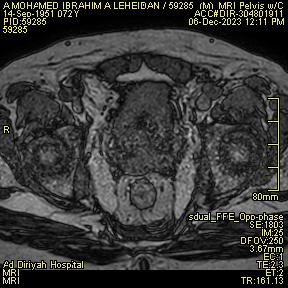 A MOHAMED IBRAHIM A LEHEIDAN / 59285 (M) MRI Pelvis w/C
14-Sep-1951 072Y ACC#DIR-304801911
PID:59285 06-Dec-2023 12:11 PM
59285
R
80mm
sdual_FFE_Opp-phase
SE:1803
IM:25
DFOV:250
3.67mm
EC:1
Ad Diriyah Hospital TE:2.3
MRI ET:2
MRI TR:161.13